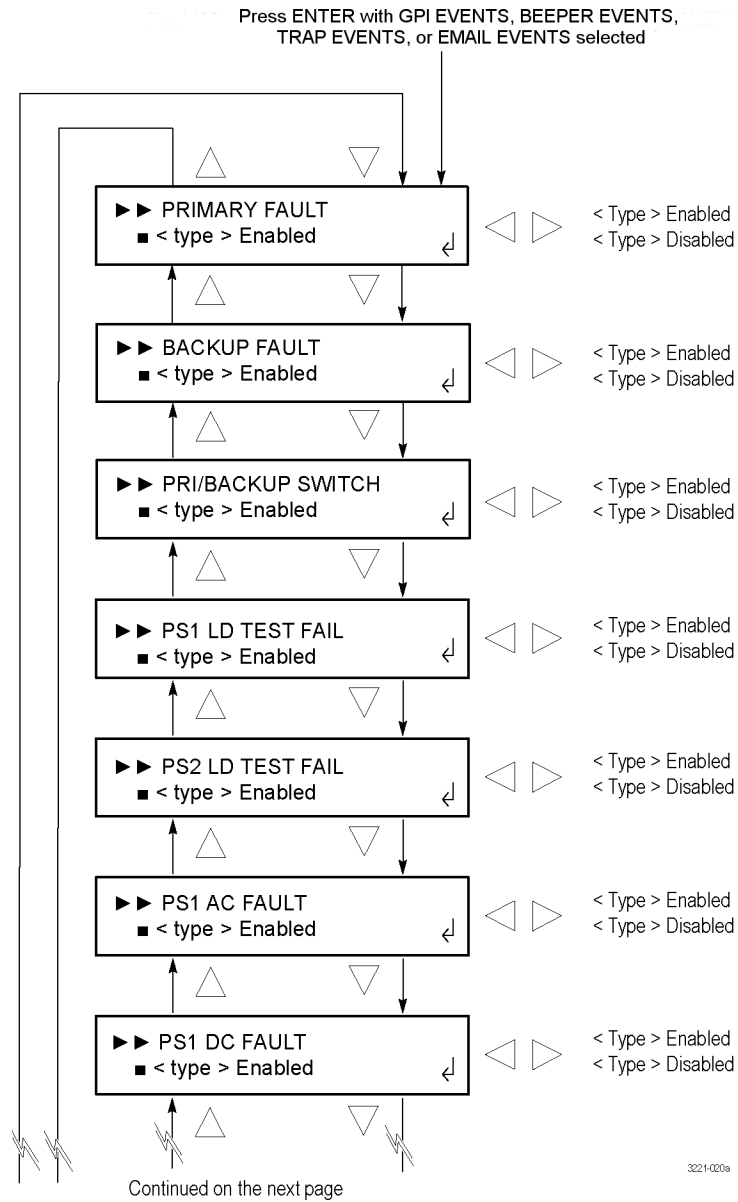 Press ENTER with GPI EVENTS, BEEPER EVENTS,
TRAP EVENTS, or EMAIL EVENTS selected
►► PRIMARY FAULT
■ < type > Enabled
< Type > Enabled
< Type > Disabled
►► BACKUP FAULT
■ < type > Enabled
< Type > Enabled
< Type > Disabled
►► PRI/BACKUP SWITCH
■ < type > Enabled
< Type > Enabled
< Type > Disabled
►► PS1 LD TEST FAIL
■ < type > Enabled
< Type > Enabled
< Type > Disabled
►► PS2 LD TEST FAIL
■ < type > Enabled
< Type > Enabled
< Type > Disabled
►► PS1 AC FAULT
■ < type > Enabled
< Type > Enabled
< Type > Disabled
►► PS1 DC FAULT
■ < type > Enabled
< Type > Enabled
< Type > Disabled
3221-020a
Continued on the next page